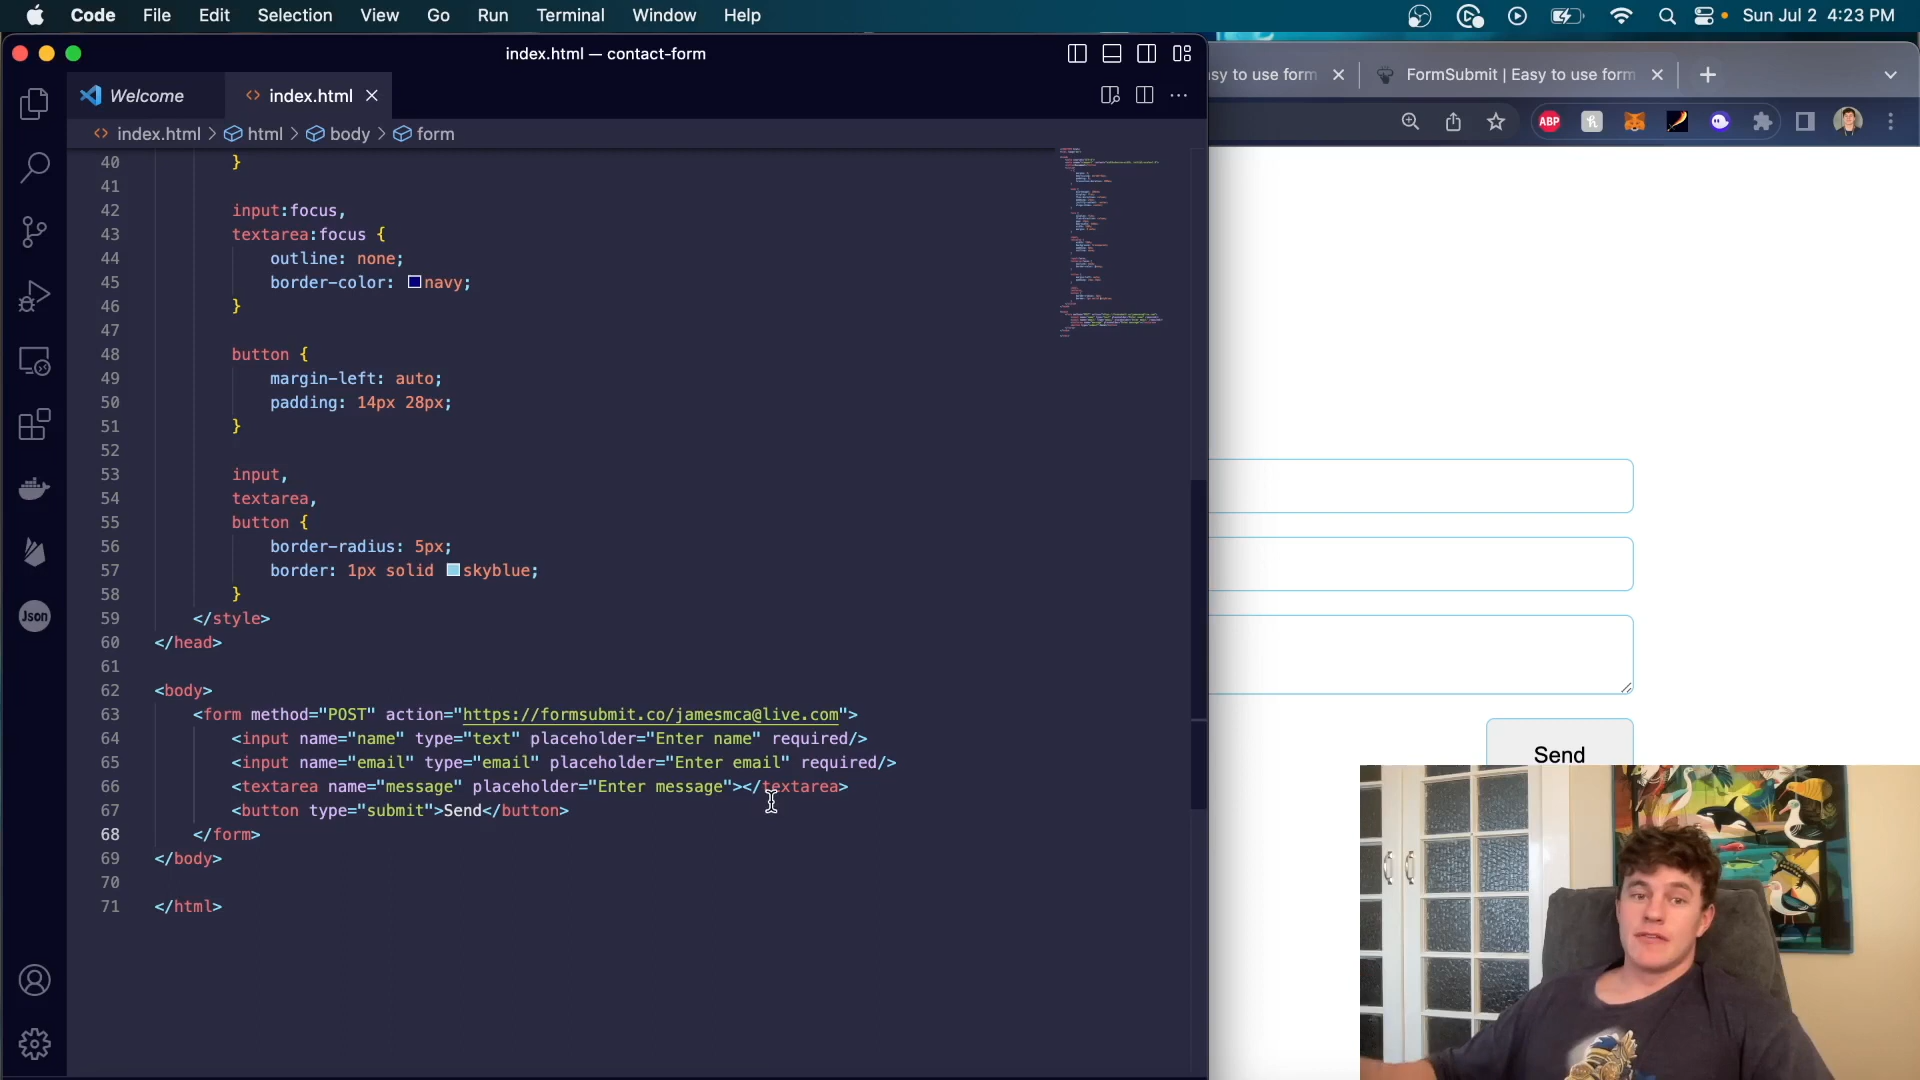 Code File Edit Selection View Go Run Terminal Window Help Sun Jul 2 4:23 PM
index.html — contact-form
Welcome index.html
index.html > html > body > form
sy to use form
FormSubmit | Easy to use form
ABP
40 }
41
42 input:focus,
43 textarea:focus {
44 outline: none;
45 border-color: navy;
46 }
47
48 button {
49 margin-left: auto;
50 padding: 14px 28px;
51 }
52
53 input,
54 textarea,
55 button {
56 border-radius: 5px;
57 border: 1px solid skyblue;
58 }
59 </style>
60 </head>
61
62 <body>
63 <form method="POST" action="https://formsubmit.co/jamesmca@live.com">
64 <input name="name" type="text" placeholder="Enter name" required/>
65 <input name="email" type="email" placeholder="Enter email" required/>
66 <textarea name="message" placeholder="Enter message"></textarea>
67 <button type="submit">Send</button>
68 </form>
69 </body>
70
71 </html>
Json
Send